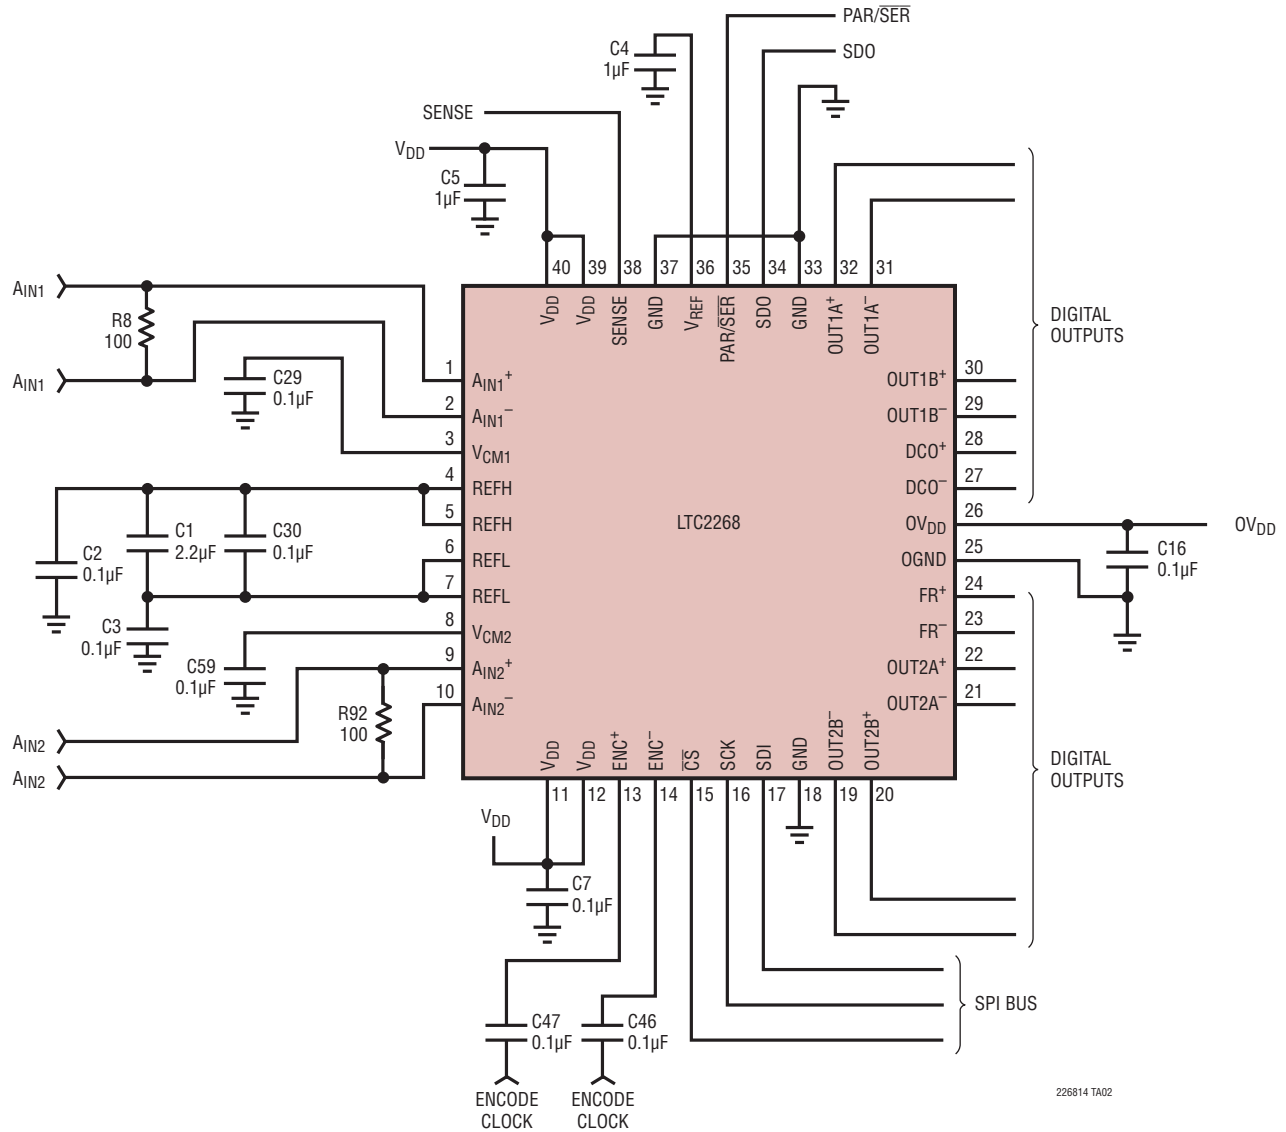 PAR/SER
C4
1µF
SDO
SENSE
VDD
C5
1µF
40 39 38 37 36 35 34 33 32 31
VDD
VDD
SENSE
GND
VREF
PAR/SER
SDO
GND
OUT1A+
OUT1A–
DIGITAL
OUTPUTS
AIN1
R8
100
AIN1
C29
0.1µF
1 AIN1+
2 AIN1–
3 VCM1
4 REFH
5 REFH
6 REFL
7 REFL
8 VCM2
9 AIN2+
10 AIN2–
LTC2268
OUT1B+ 30
OUT1B– 29
DCO+ 28
DCO– 27
OVDD 26
OGND 25
FR+ 24
FR– 23
OUT2A+ 22
OUT2A– 21
OVDD
C16
0.1µF
C1
2.2µF
C30
0.1µF
C2
0.1µF
C3
0.1µF
C59
0.1µF
R92
100
AIN2
AIN2
VDD
VDD
ENC+
ENC–
CS
SCK
SDI
GND
OUT2B–
OUT2B+
11 12 13 14 15 16 17 18 19 20
DIGITAL
OUTPUTS
VDD
C7
0.1µF
C47
0.1µF
C46
0.1µF
SPI BUS
ENCODE
CLOCK
ENCODE
CLOCK
226814 TA02